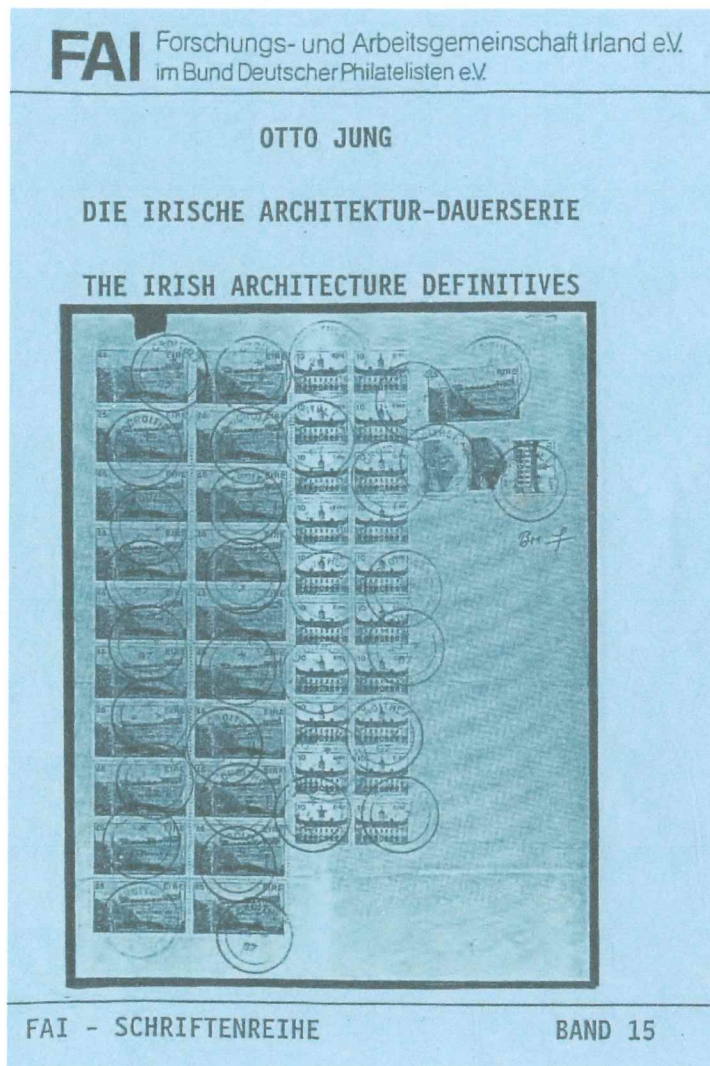 FAI Forschungs- und Arbeitsgemeinschaft Irland e.V.
im Bund Deutscher Philatelisten e.V.
OTTO JUNG
DIE IRISCHE ARCHITEKTUR-DAUERSERIE
THE IRISH ARCHITECTURE DEFINITIVES
FAI - SCHRIFTENREIHE BAND 15